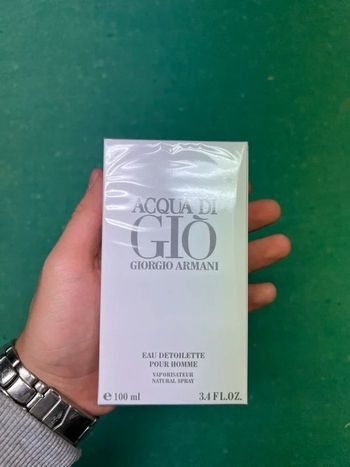 ACQUA DI
GIÒ
GIORGIO ARMANI
EAU DETOILETTE
POUR HOMME
VAPORISATEUR
NATURAL SPRAY
e 100 ml 3.4 FL.OZ.